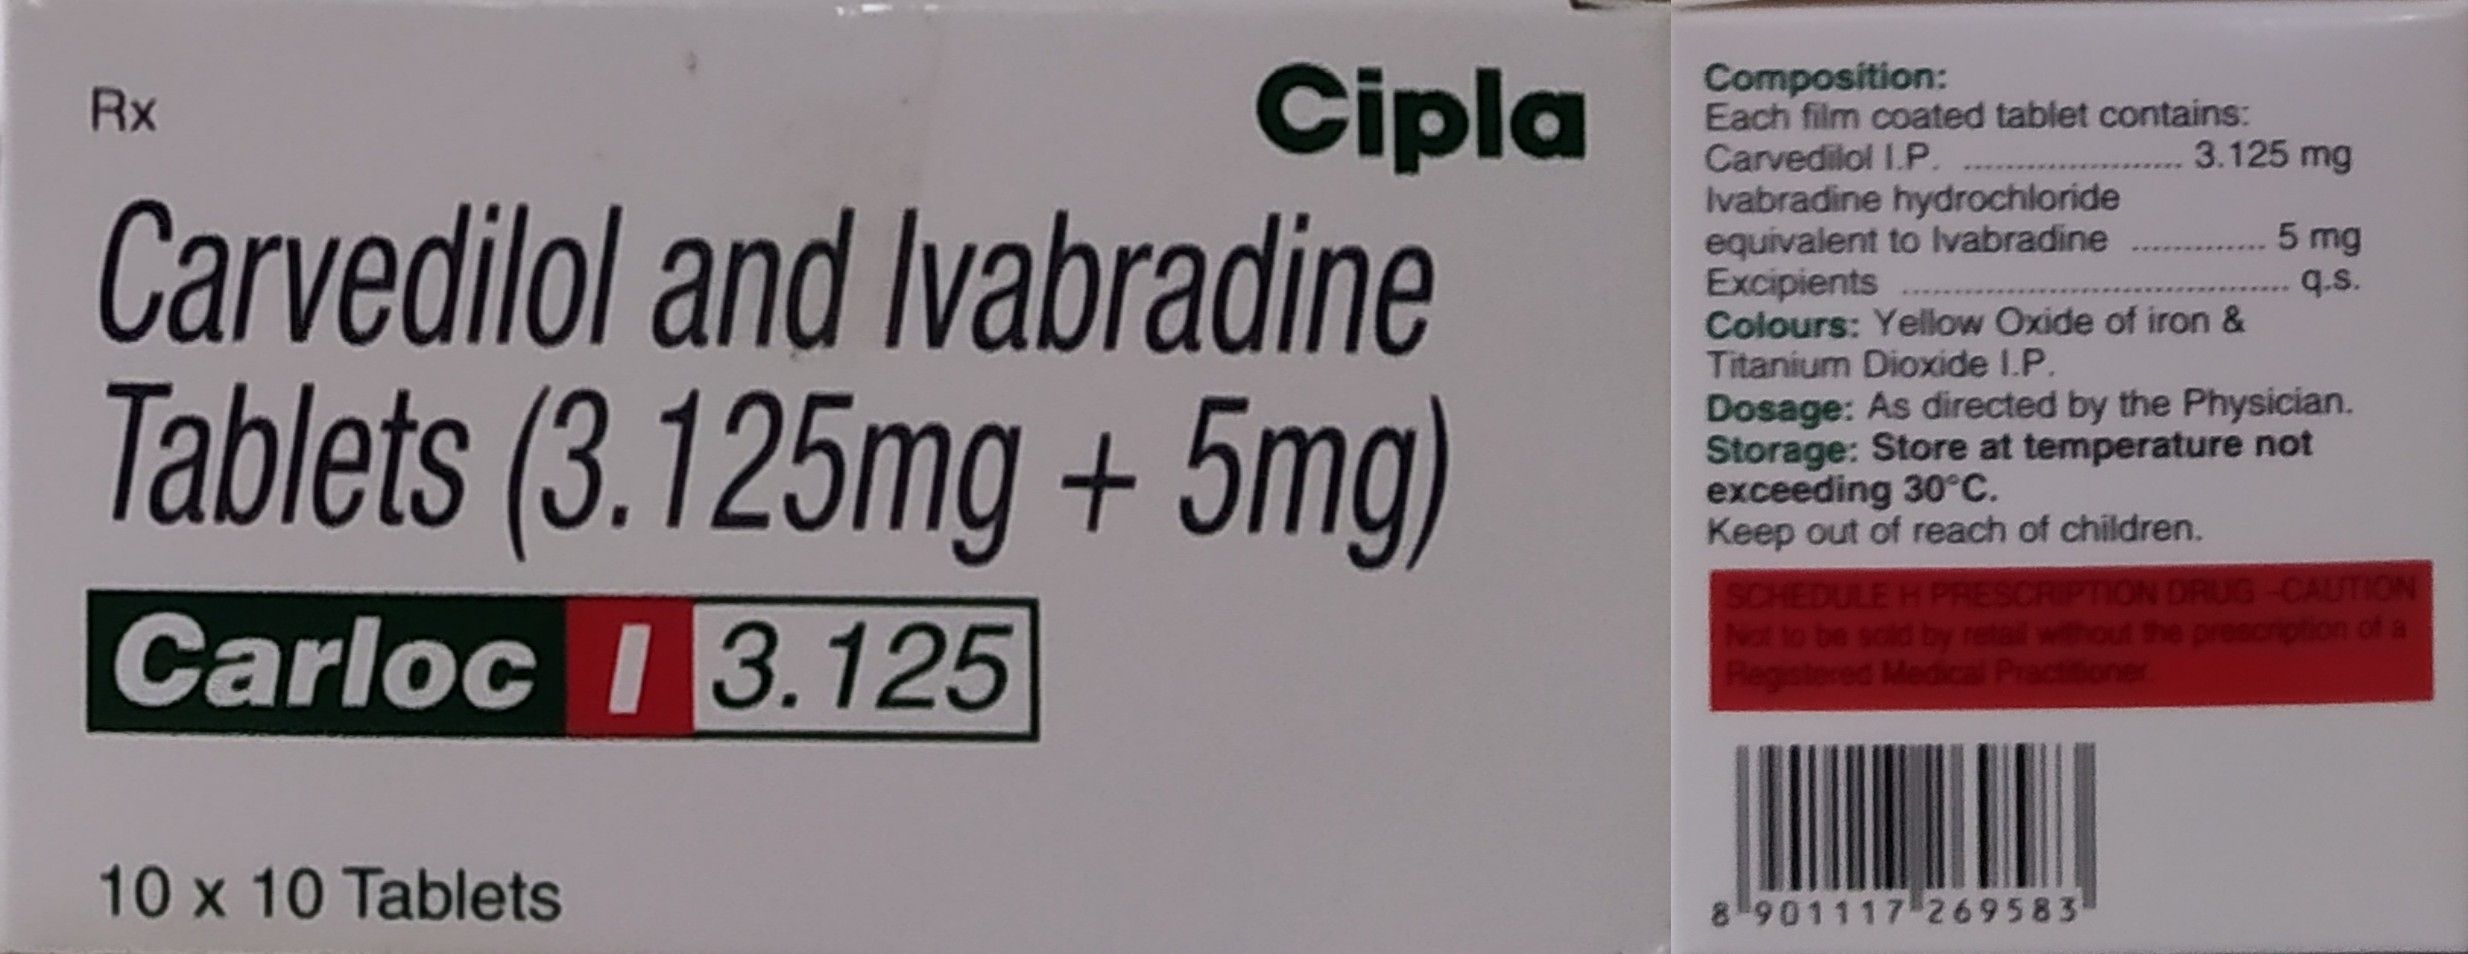 Rx
Cipla
Carvedilol and Ivabradine
Tablets (3.125mg + 5mg)
Carloc I 3.125
10 x 10 Tablets
Composition:
Each film coated tablet contains:
Carvedilol I.P. ..................... 3.125 mg
Ivabradine hydrochloride
equivalent to Ivabradine ............. 5 mg
Excipients ...................................... q.s.
Colours: Yellow Oxide of iron &
Titanium Dioxide I.P.
Dosage: As directed by the Physician.
Storage: Store at temperature not
exceeding 30°C.
Keep out of reach of children.
SCHEDULE H PRESCRIPTION DRUG -CAUTION
Not to be sold by retail without the prescription of a
Registered Medical Practitioner.
8 901117 269583